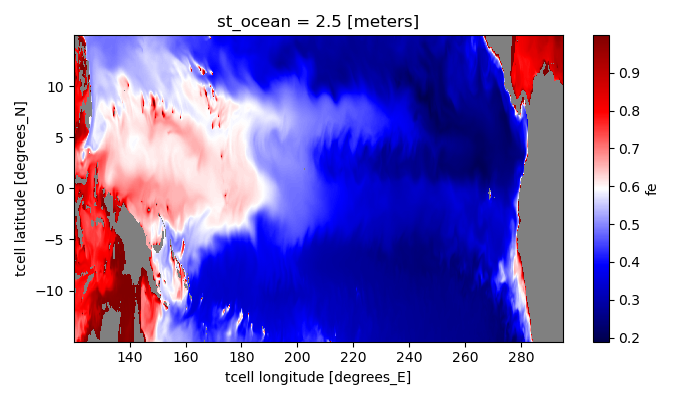 st_ocean = 2.5 [meters]
10
5
0
−5
−10
tcell latitude [degrees_N]
140 160 180 200 220 240 260 280
tcell longitude [degrees_E]
0.9
0.8
0.7
0.6
0.5
0.4
0.3
0.2
fe